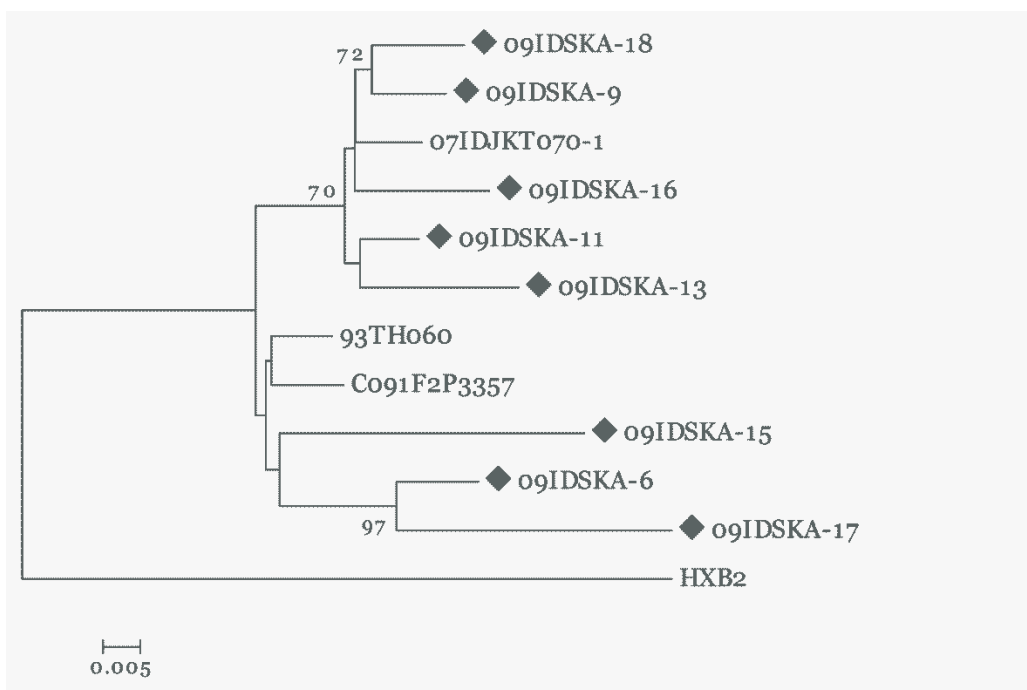 72
09IDSKA-18
09IDSKA-9
07IDJKT070-1
70
09IDSKA-16
09IDSKA-11
09IDSKA-13
93TH060
C091F2P3357
09IDSKA-15
09IDSKA-6
97
09IDSKA-17
HXB2
0.005